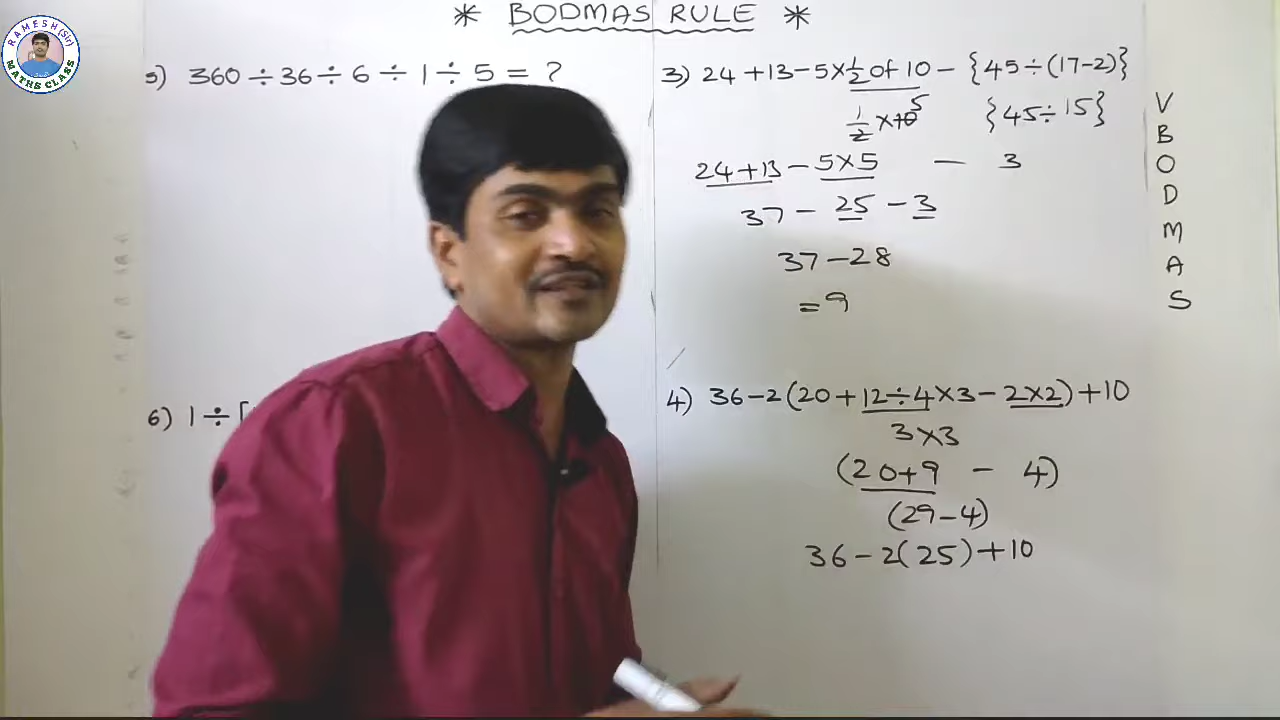 * BODMAS RULE *
RAMESH (Sir)
MATHS CLASS
5) 360 ÷ 36 ÷ 6 ÷ 1 ÷ 5 = ?
6) 1 ÷ [
3) 24 + 13 - 5 × 1/2 of 10 - {45 ÷ (17 - 2)}
1/2 × 10 5 {45 ÷ 15}
24 + 13 - 5 × 5 - 3
37 - 25 - 3
37 - 28
= 9
4) 36 - 2(20 + 12 ÷ 4 × 3 - 2 × 2) + 10
3 × 3
(20 + 9 - 4)
(29 - 4)
36 - 2(25) + 10
V
B
O
D
M
A
S